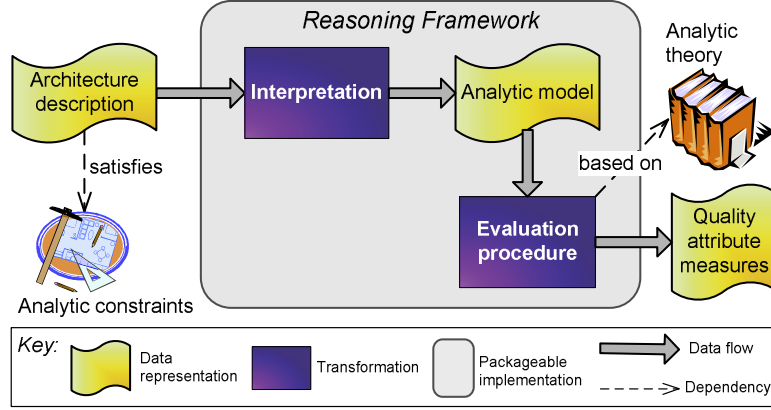 Reasoning Framework
Architecture
description
Interpretation
Analytic model
Analytic
theory
satisfies
based on
Evaluation
procedure
Quality
attribute
measures
Analytic constraints
Key:
Data
representation
Transformation
Packageable
implementation
Data flow
Dependency